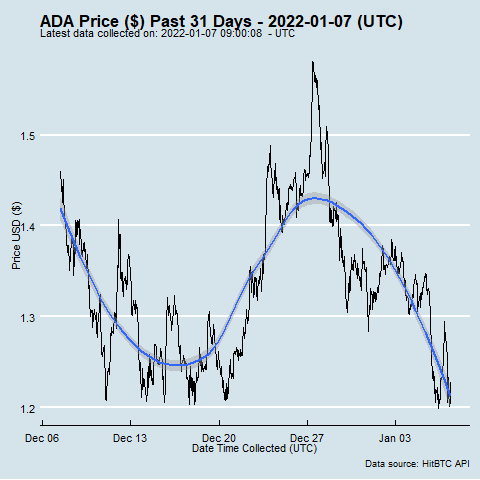 ADA Price ($) Past 31 Days - 2022-01-07 (UTC)
Latest data collected on: 2022-01-07 09:00:08  - UTC
Price USD ($)
1.5
1.4
1.3
1.2
Dec 06 Dec 13 Dec 20 Dec 27 Jan 03
Date Time Collected (UTC)
Data source: HitBTC API